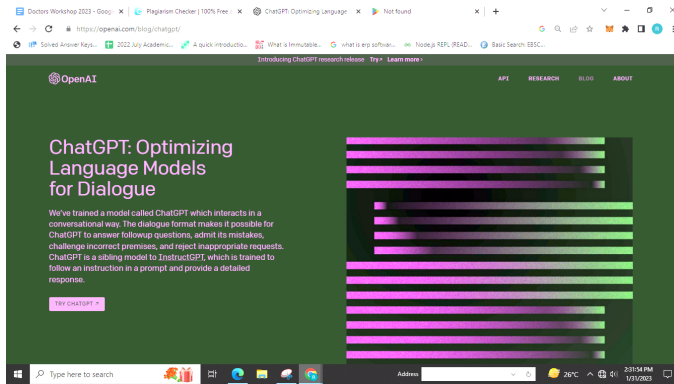 Doctors Workshop 2023 - Goog
Plagiarism Checker | 100% Free
ChatGPT: Optimizing Language
Not found
https://openai.com/blog/chatgpt/
Solved Answer Keys...
2022 July Academic...
A quick introductio...
What is Immutable...
what is erp softwar...
Node.js REPL (READ...
Basic Search: EBSC...
Introducing ChatGPT research release Try↗ Learn more›
OpenAI
API RESEARCH BLOG ABOUT
ChatGPT: Optimizing
Language Models
for Dialogue
We've trained a model called ChatGPT which interacts in a
conversational way. The dialogue format makes it possible for
ChatGPT to answer followup questions, admit its mistakes,
challenge incorrect premises, and reject inappropriate requests.
ChatGPT is a sibling model to InstructGPT, which is trained to
follow an instruction in a prompt and provide a detailed
response.
TRY CHATGPT ↗
Type here to search
Address
26°C
2:31:54 PM
1/31/2023